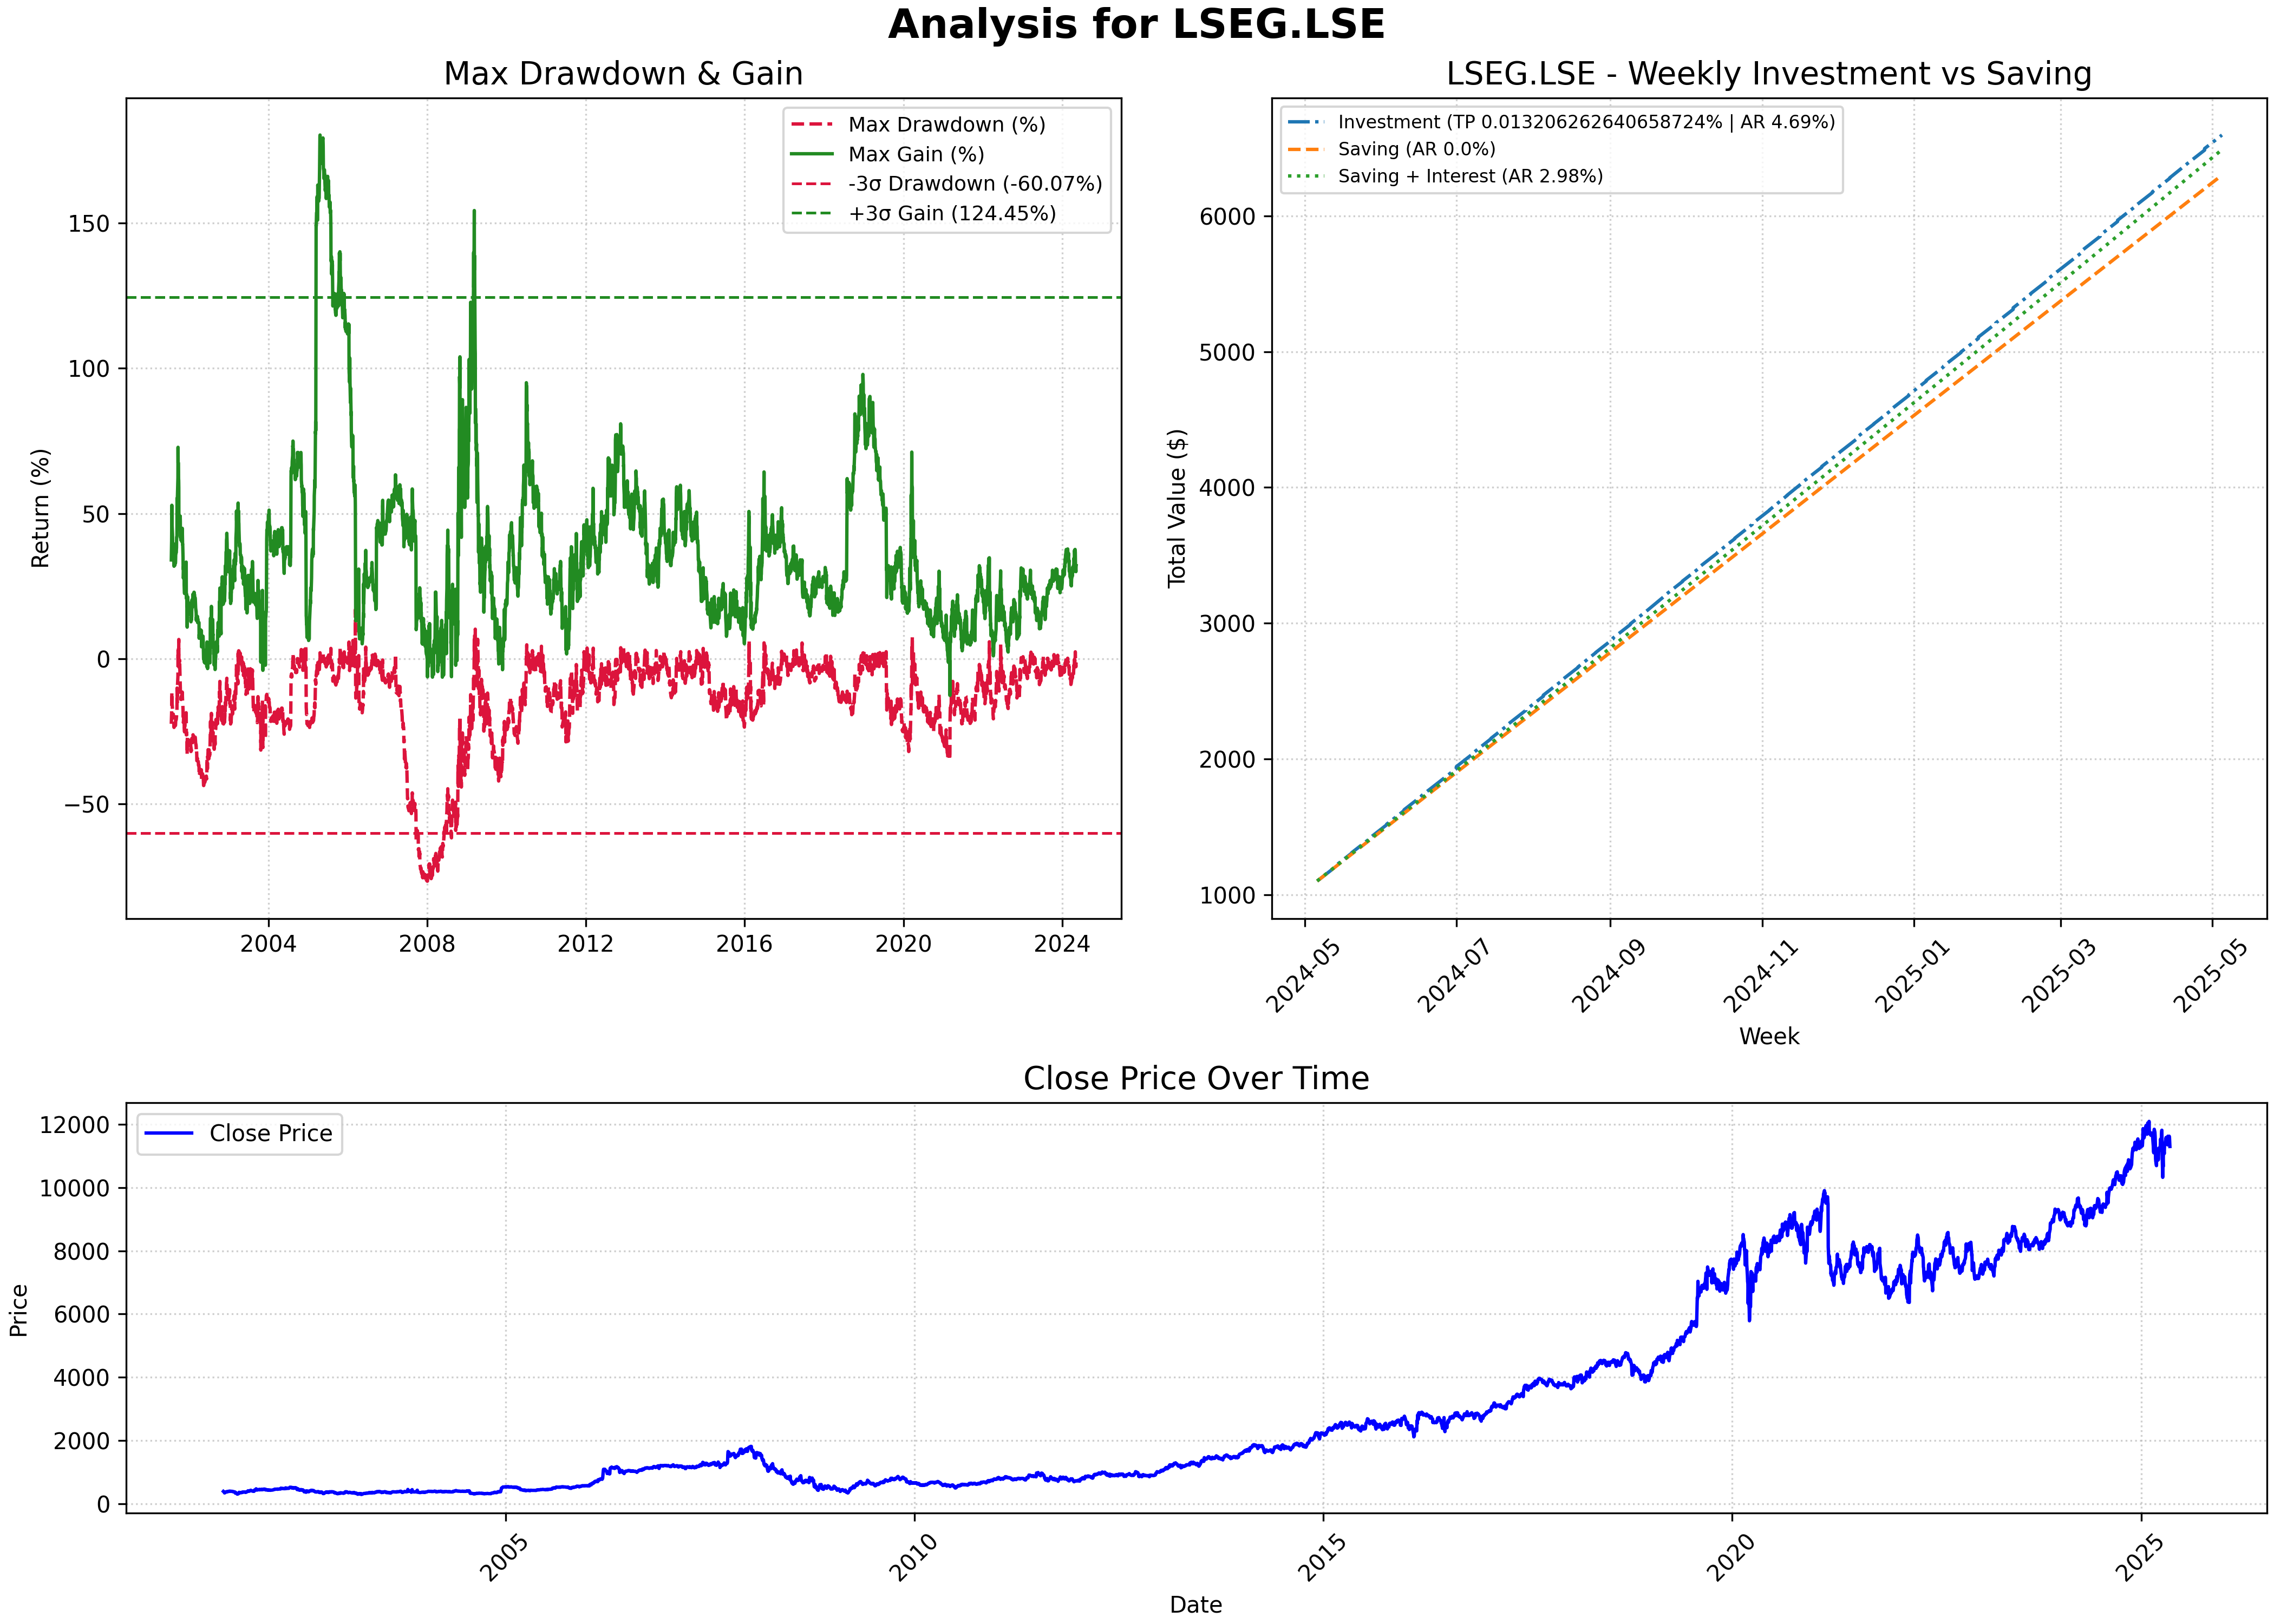 Analysis for LSEG.LSE
Max Drawdown & Gain
Max Drawdown (%)
Max Gain (%)
-3σ Drawdown (-60.07%)
+3σ Gain (124.45%)
Return (%)
150
100
50
0
−50
2004
2008
2012
2016
2020
2024
LSEG.LSE - Weekly Investment vs Saving
Investment (TP 0.013206262640658724% | AR 4.69%)
Saving (AR 0.0%)
Saving + Interest (AR 2.98%)
Total Value ($)
6000
5000
4000
3000
2000
1000
2024-05
2024-07
2024-09
2024-11
2025-01
2025-03
2025-05
Week
Close Price Over Time
Close Price
Price
12000
10000
8000
6000
4000
2000
0
2005
2010
2015
2020
2025
Date